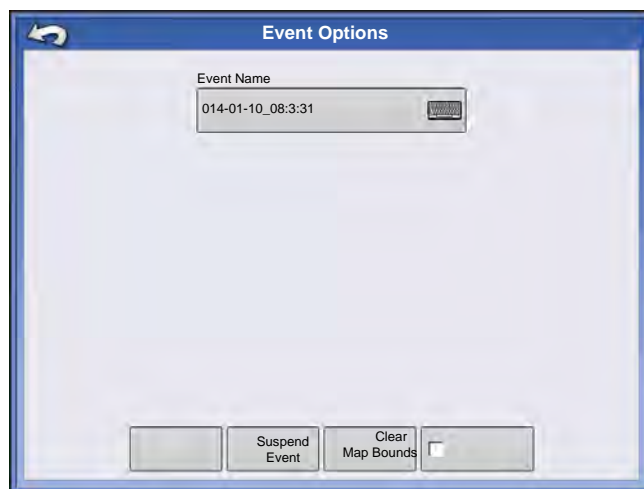 Event Options
Event Name
014-01-10_08:3:31
Suspend
Event
Clear
Map Bounds